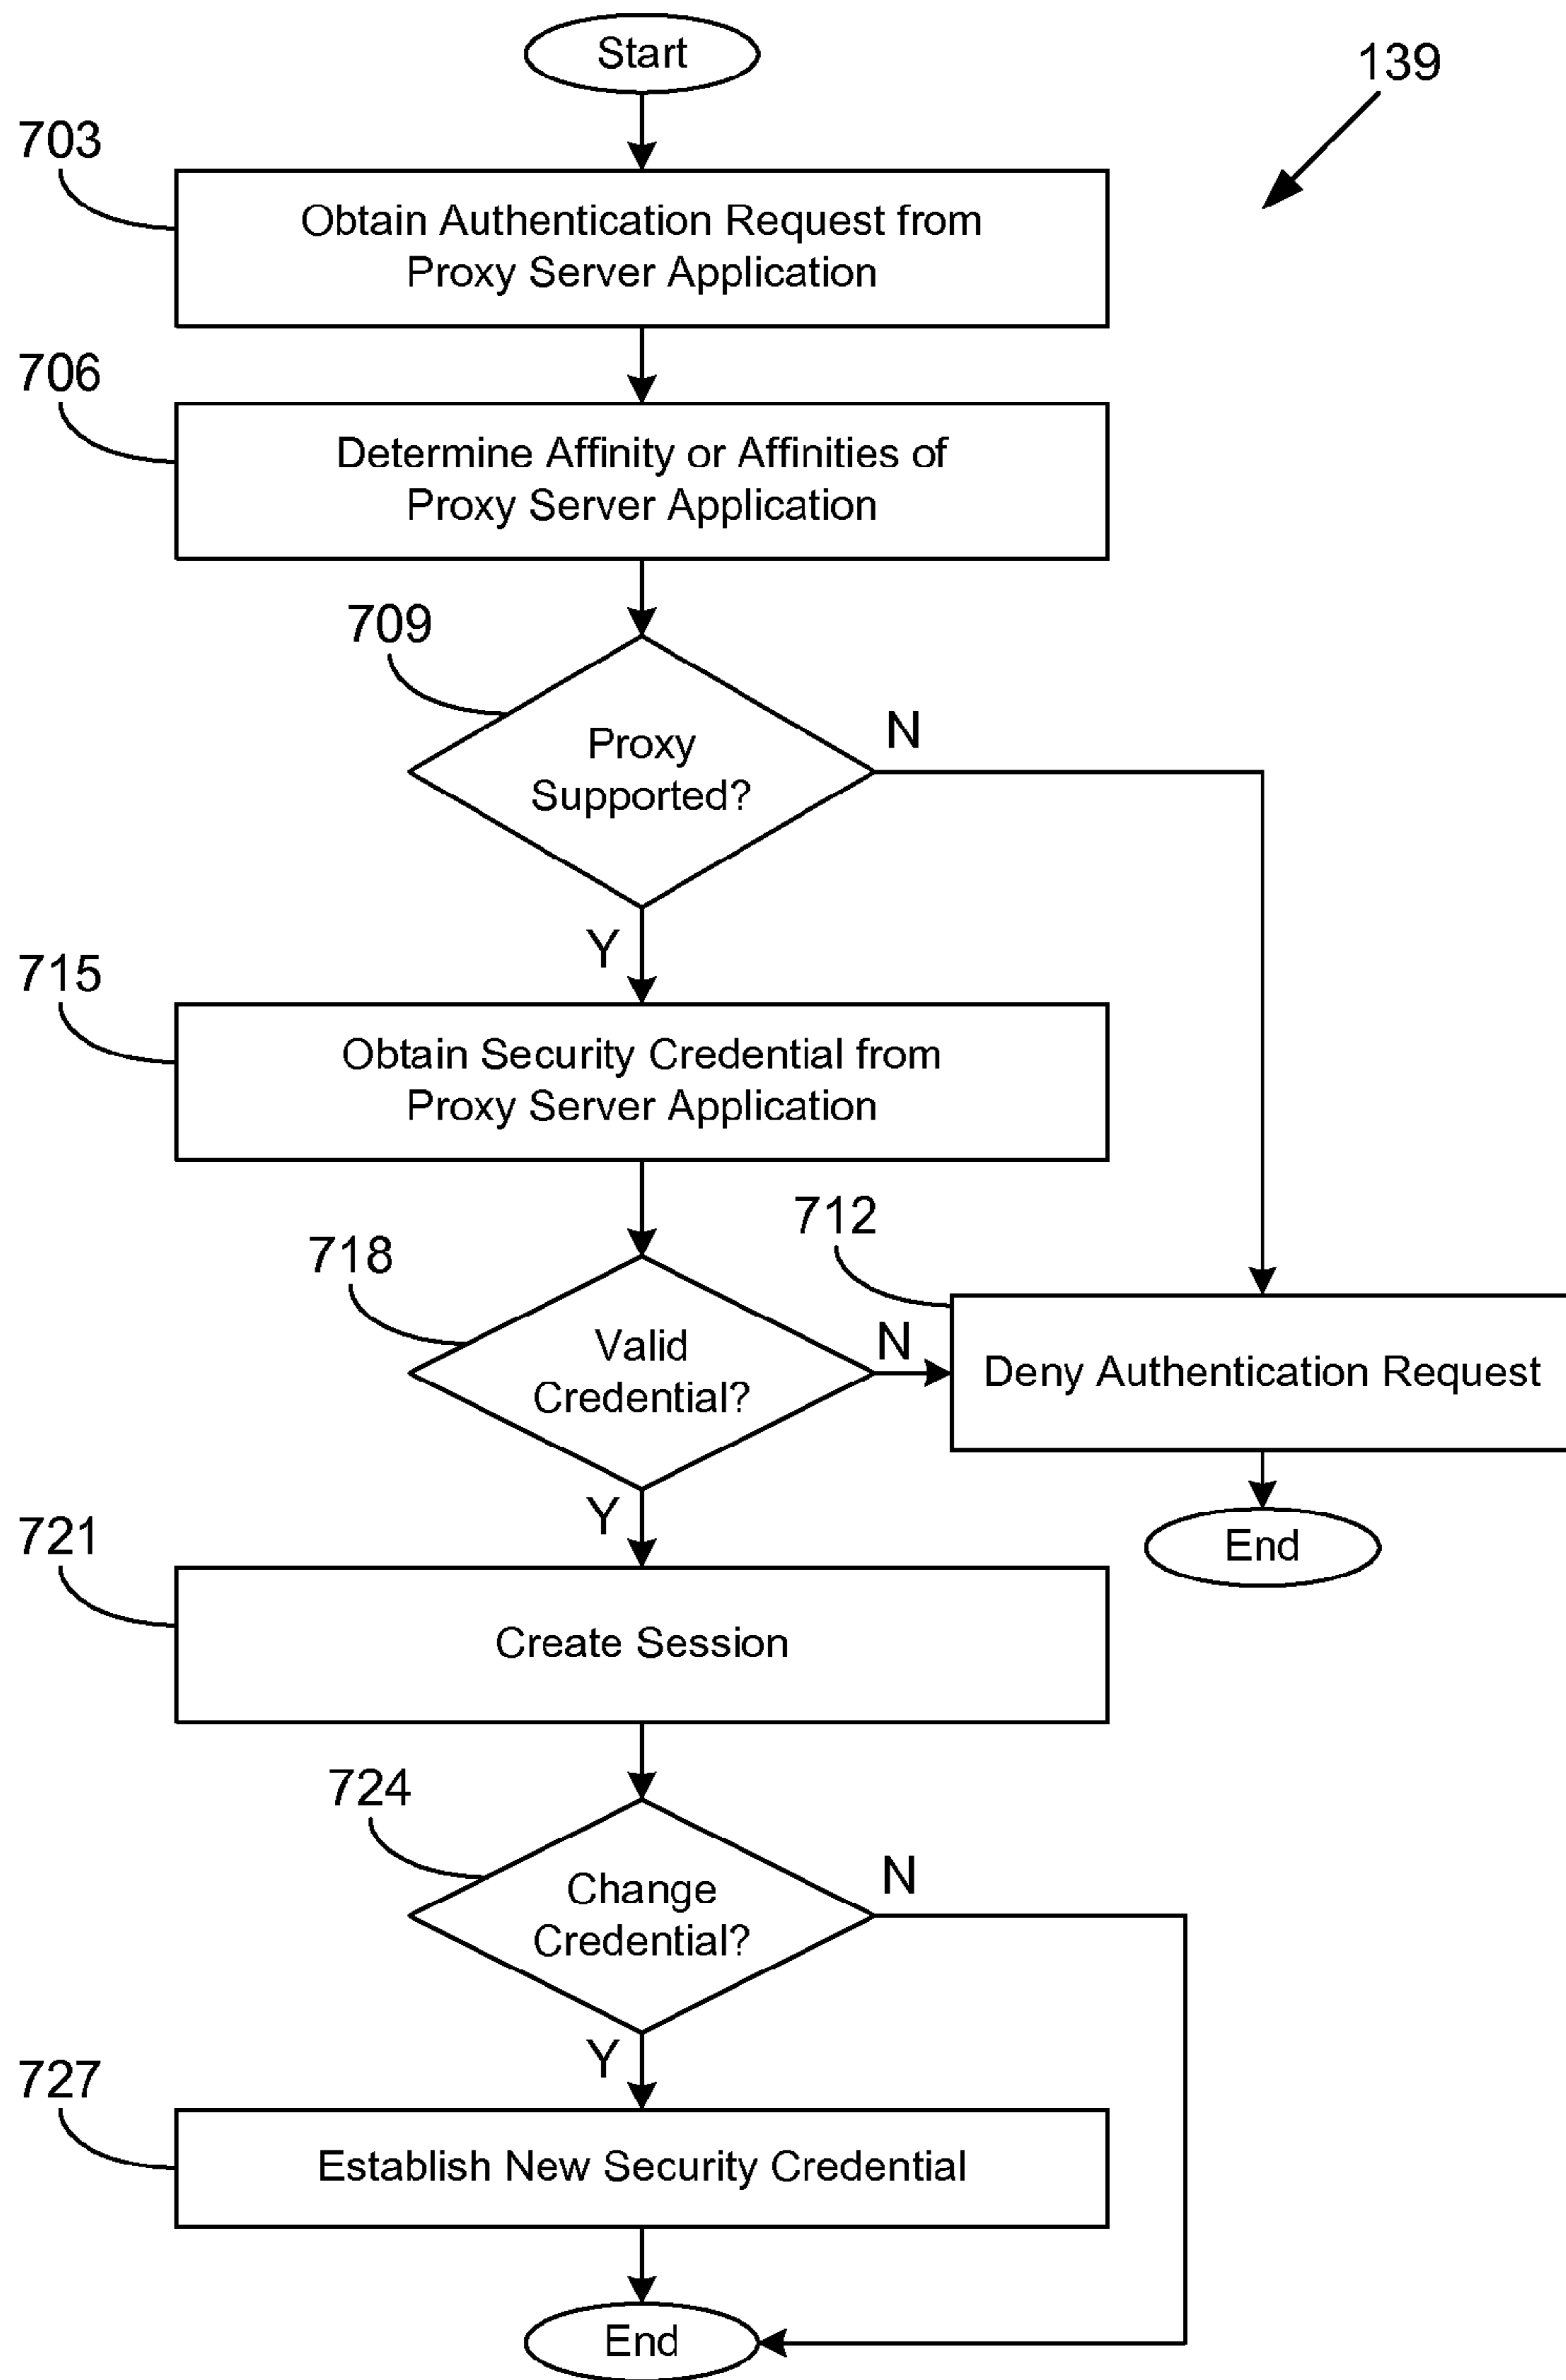 Start
139
703
Obtain Authentication Request from
Proxy Server Application
706
Determine Affinity or Affinities of
Proxy Server Application
709
Proxy
Supported?
N
Y
715
Obtain Security Credential from
Proxy Server Application
712
718
Valid
Credential?
N
Deny Authentication Request
Y
End
721
Create Session
724
Change
Credential?
N
Y
727
Establish New Security Credential
End